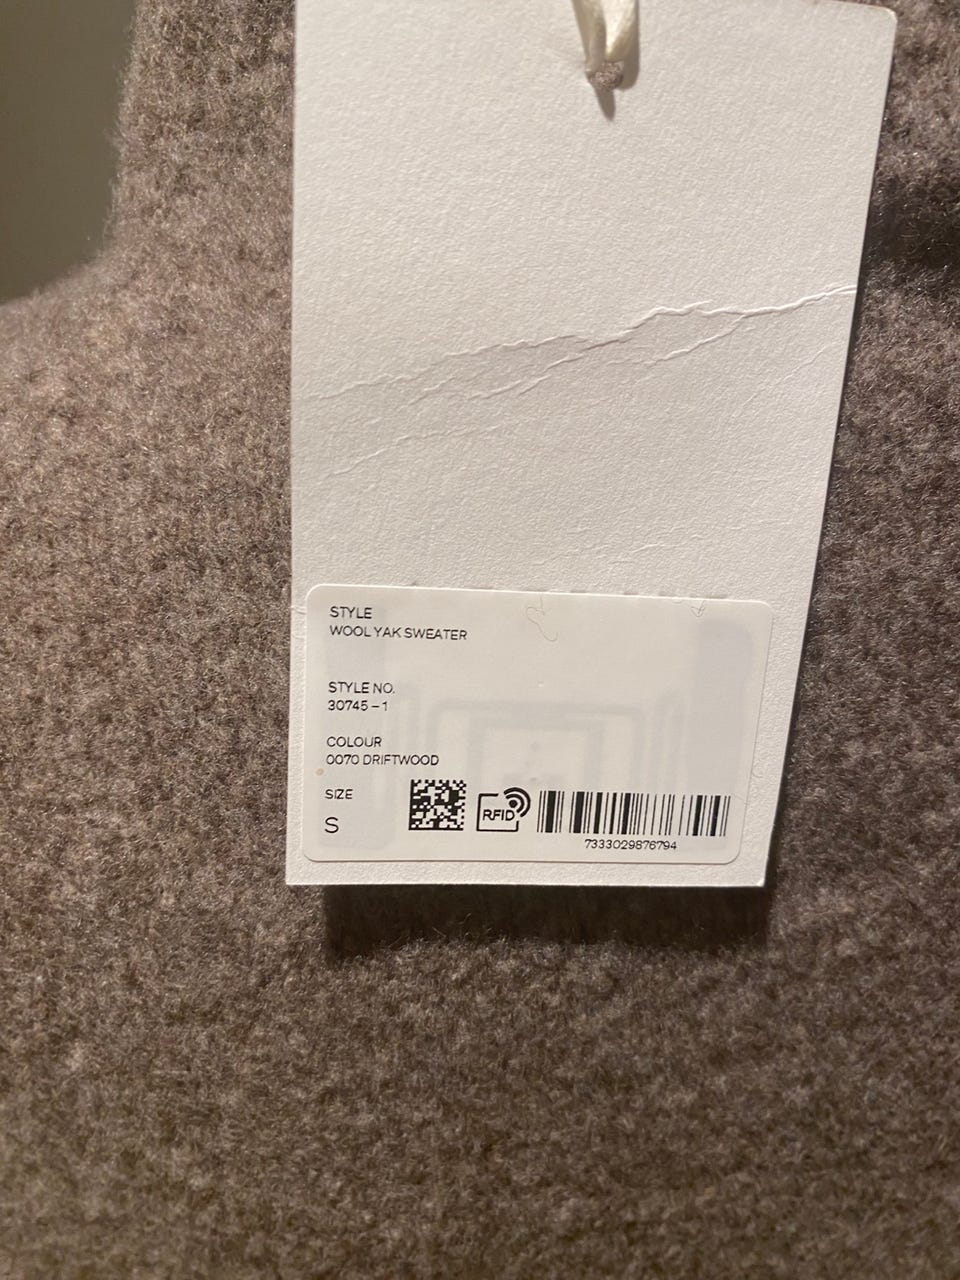 STYLE
WOOL YAK SWEATER
STYLE NO.
30745-1
COLOUR
0070 DRIFTWOOD
SIZE
S
RFID
7333029876794